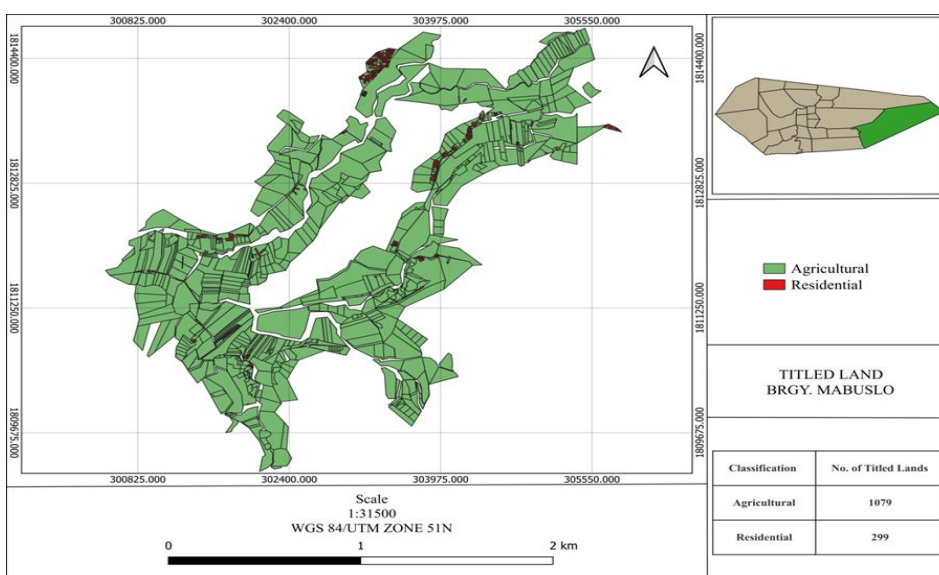 300825.000 302400.000 303975.000 305550.000
1814400.000 1814400.000
1812825.000 1812825.000
1811250.000 1811250.000
1809675.000 1809675.000
300825.000 302400.000 303975.000 305550.000
Scale
1:31500
WGS 84/UTM ZONE 51N
0 1 2 km
Agricultural
Residential
TITLED LAND
BRGY. MABUSLO
Classification No. of Titled Lands
Agricultural 1079
Residential 299